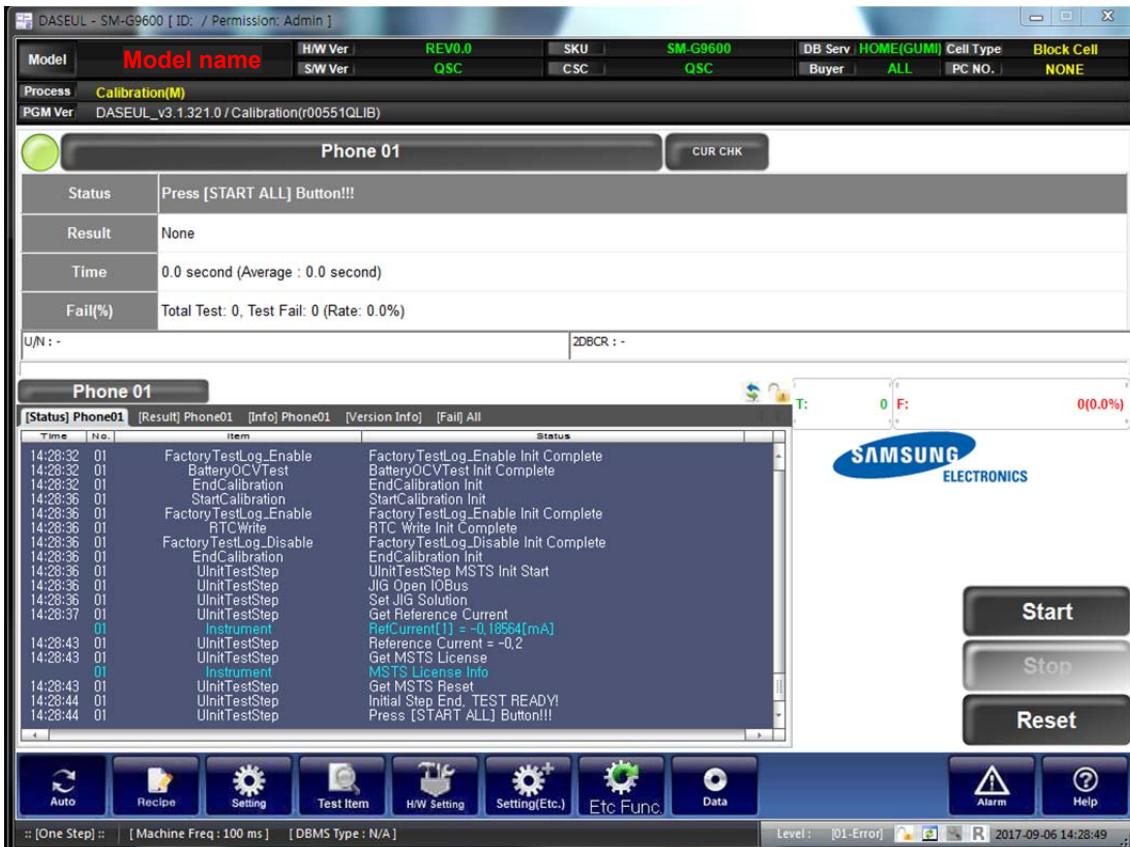 DASEUL - SM-G9600 [ ID: / Permission: Admin ]
Model Model name H/W Ver REV0.0 SKU SM-G9600 DB Serv HOME(GUMI) Cell Type Block Cell
S/W Ver QSC CSC QSC Buyer ALL PC NO. NONE
Process Calibration(M)
PGM Ver DASEUL_v3.1.321.0 / Calibration(r00551QLIB)
Phone 01 CUR CHK
Status Press [START ALL] Button!!!
Result None
Time 0.0 second (Average : 0.0 second)
Fail(%) Total Test: 0, Test Fail: 0 (Rate: 0.0%)
U/N : - 2DBCR : -
Phone 01
T: 0 F: 0(0.0%)
[Status] Phone01 [Result] Phone01 [Info] Phone01 [Version Info] [Fail] All
Time No. Item Status
14:28:32 01 FactoryTestLog_Enable FactoryTestLog_Enable Init Complete
14:28:32 01 BatteryOCVTest BatteryOCVTest Init Complete
14:28:32 01 EndCalibration EndCalibration Init
14:28:36 01 StartCalibration StartCalibration Init
14:28:36 01 FactoryTestLog_Enable FactoryTestLog_Enable Init Complete
14:28:36 01 RTCWrite RTC Write Init Complete
14:28:36 01 FactoryTestLog_Disable FactoryTestLog_Disable Init Complete
14:28:36 01 EndCalibration EndCalibration Init
14:28:36 01 UInitTestStep UInitTestStep MSTS Init Start
14:28:36 01 UInitTestStep JIG Open IOBus
14:28:36 01 UInitTestStep Set JIG Solution
14:28:37 01 UInitTestStep Get Reference Current
01 Instrument RefCurrent[1] = -0,18564[mA]
14:28:43 01 UInitTestStep Reference Current = -0,2
14:28:43 01 UInitTestStep Get MSTS License
01 Instrument MSTS License Info
14:28:43 01 UInitTestStep Get MSTS Reset
14:28:44 01 UInitTestStep Initial Step End, TEST READY!
14:28:44 01 UInitTestStep Press [START ALL] Button!!!
SAMSUNG
ELECTRONICS
Start
Stop
Reset
Auto Recipe Setting Test Item H/W Setting Setting(Etc.) Etc Func. Data Alarm Help
:: [One Step] :: [ Machine Freq : 100 ms ] [ DBMS Type : N/A ] Level : [01-Error] R 2017-09-06 14:28:49